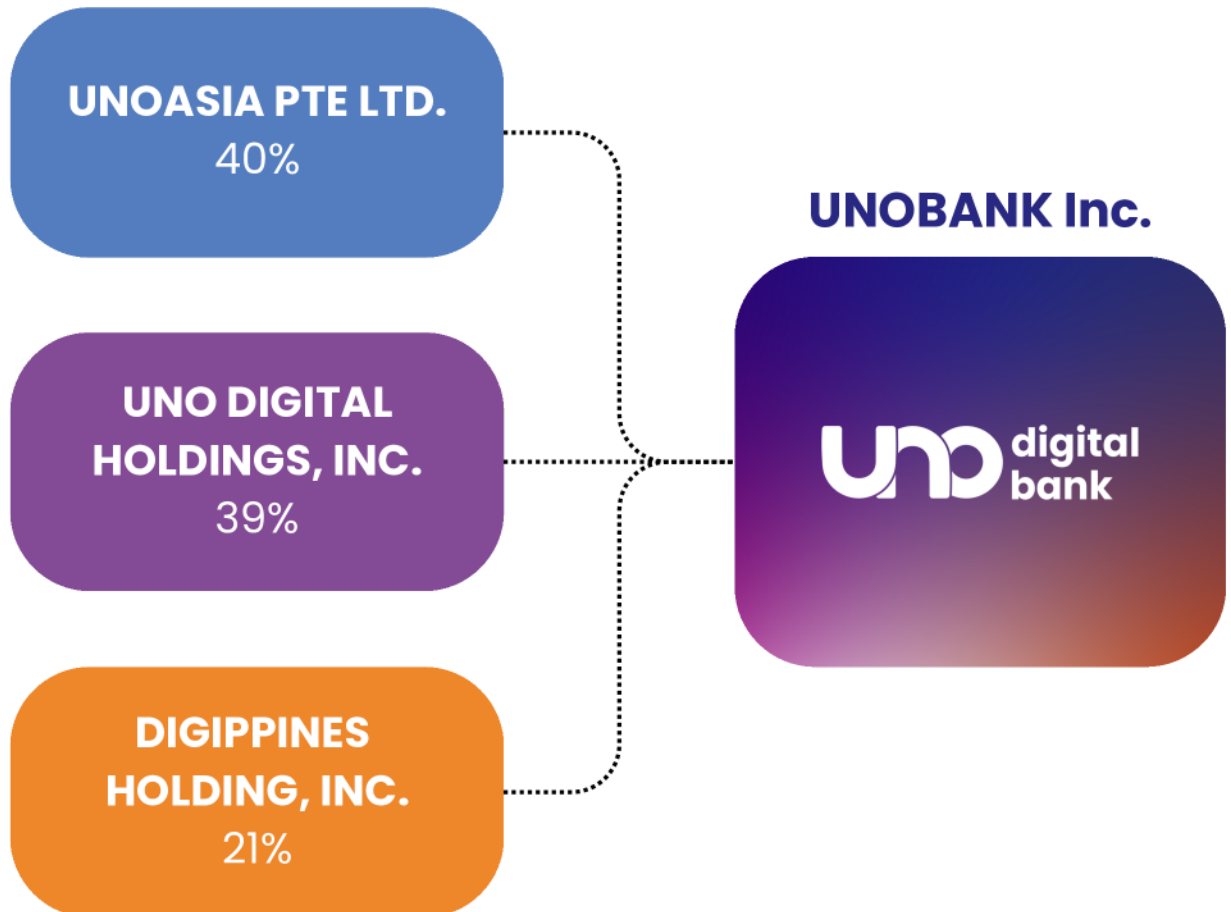 UNOASIA PTE LTD.
40%
UNO DIGITAL
HOLDINGS, INC.
39%
DIGIPPINES
HOLDING, INC.
21%
UNOBANK Inc.
uno digital
bank